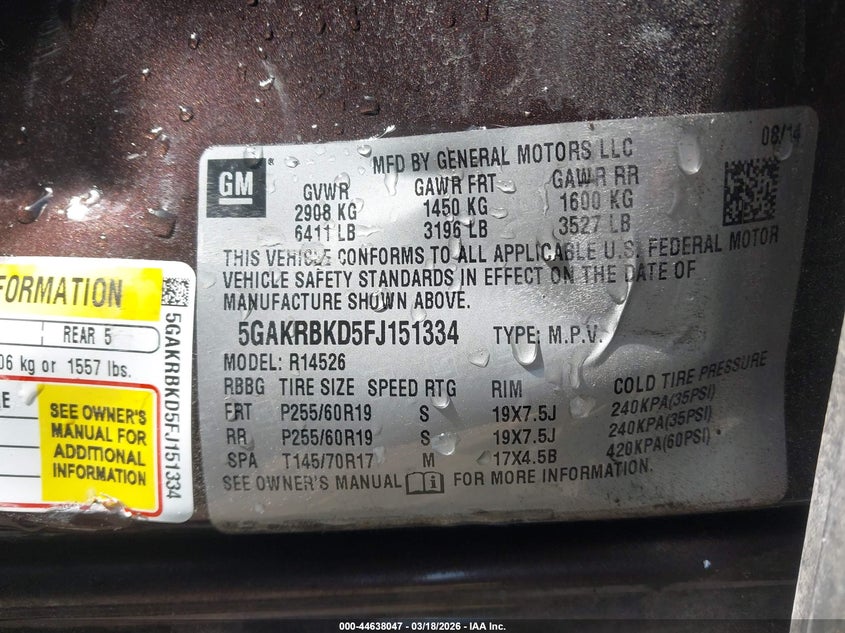 08/14
GM ®
MFD BY GENERAL MOTORS LLC
GVWR GAWR FRT GAWR RR
2908 KG 1450 KG 1600 KG
6411 LB 3196 LB 3527 LB
THIS VEHICLE CONFORMS TO ALL APPLICABLE U.S. FEDERAL MOTOR
VEHICLE SAFETY STANDARDS IN EFFECT ON THE DATE OF
MANUFACTURE SHOWN ABOVE.
5GAKRBKD5FJ151334 TYPE: M.P.V.
MODEL: R14526
RBBG TIRE SIZE SPEED RTG RIM COLD TIRE PRESSURE
FRT P255/60R19 S 19X7.5J 240KPA(35PSI)
RR P255/60R19 S 19X7.5J 240KPA(35PSI)
SPA T145/70R17 M 17X4.5B 420KPA(60PSI)
SEE OWNER'S MANUAL FOR MORE INFORMATION.
FORMATION
REAR 5
06 kg or 1557 lbs.
SEE OWNER'S
MANUAL FOR
ADDITIONAL
INFORMATION
5GAKRBKD5FJ151334
000-44638047 — 03/18/2026 — IAA Inc.